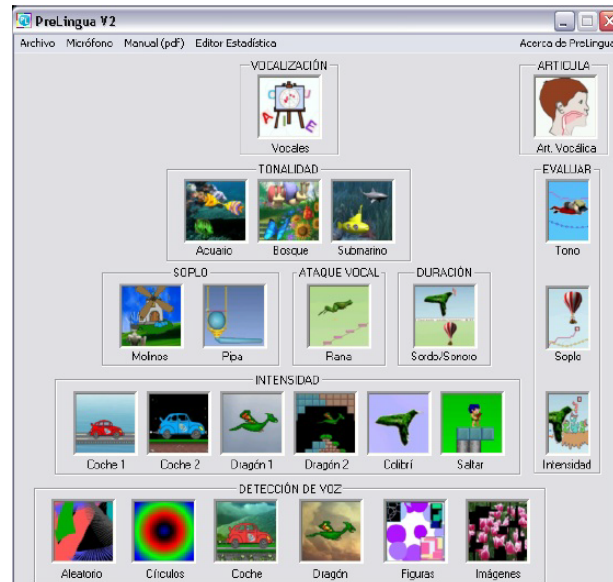 PreLingua V2
Archivo Micrófono Manual (pdf) Editor Estadística Acerca de PreLingua
VOCALIZACIÓN
Vocales
ARTICULA
Art. Vocálica
TONALIDAD
Acuario Bosque Submarino
EVALUAR
Tono
Soplo
Intensidad
SOPLO
Molinos Pipa
ATAQUE VOCAL
Rana
DURACIÓN
Sordo/Sonoro
INTENSIDAD
Coche 1 Coche 2 Dragón 1 Dragón 2 Colibrí Saltar
DETECCIÓN DE VOZ
Aleatorio Círculos Coche Dragón Figuras Imágenes